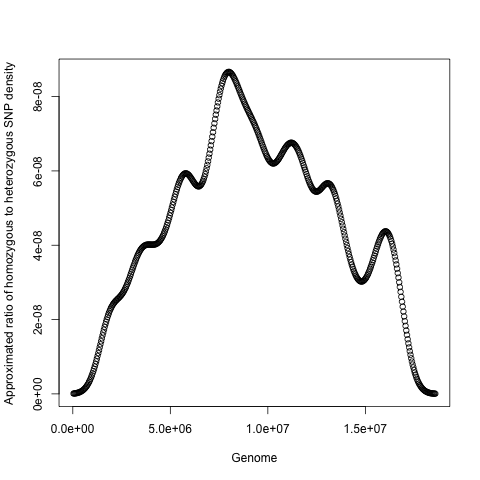 Approximated ratio of homozygous to heterozygous SNP density
8e-08
6e-08
4e-08
2e-08
0e+00
0.0e+00 5.0e+06 1.0e+07 1.5e+07
Genome